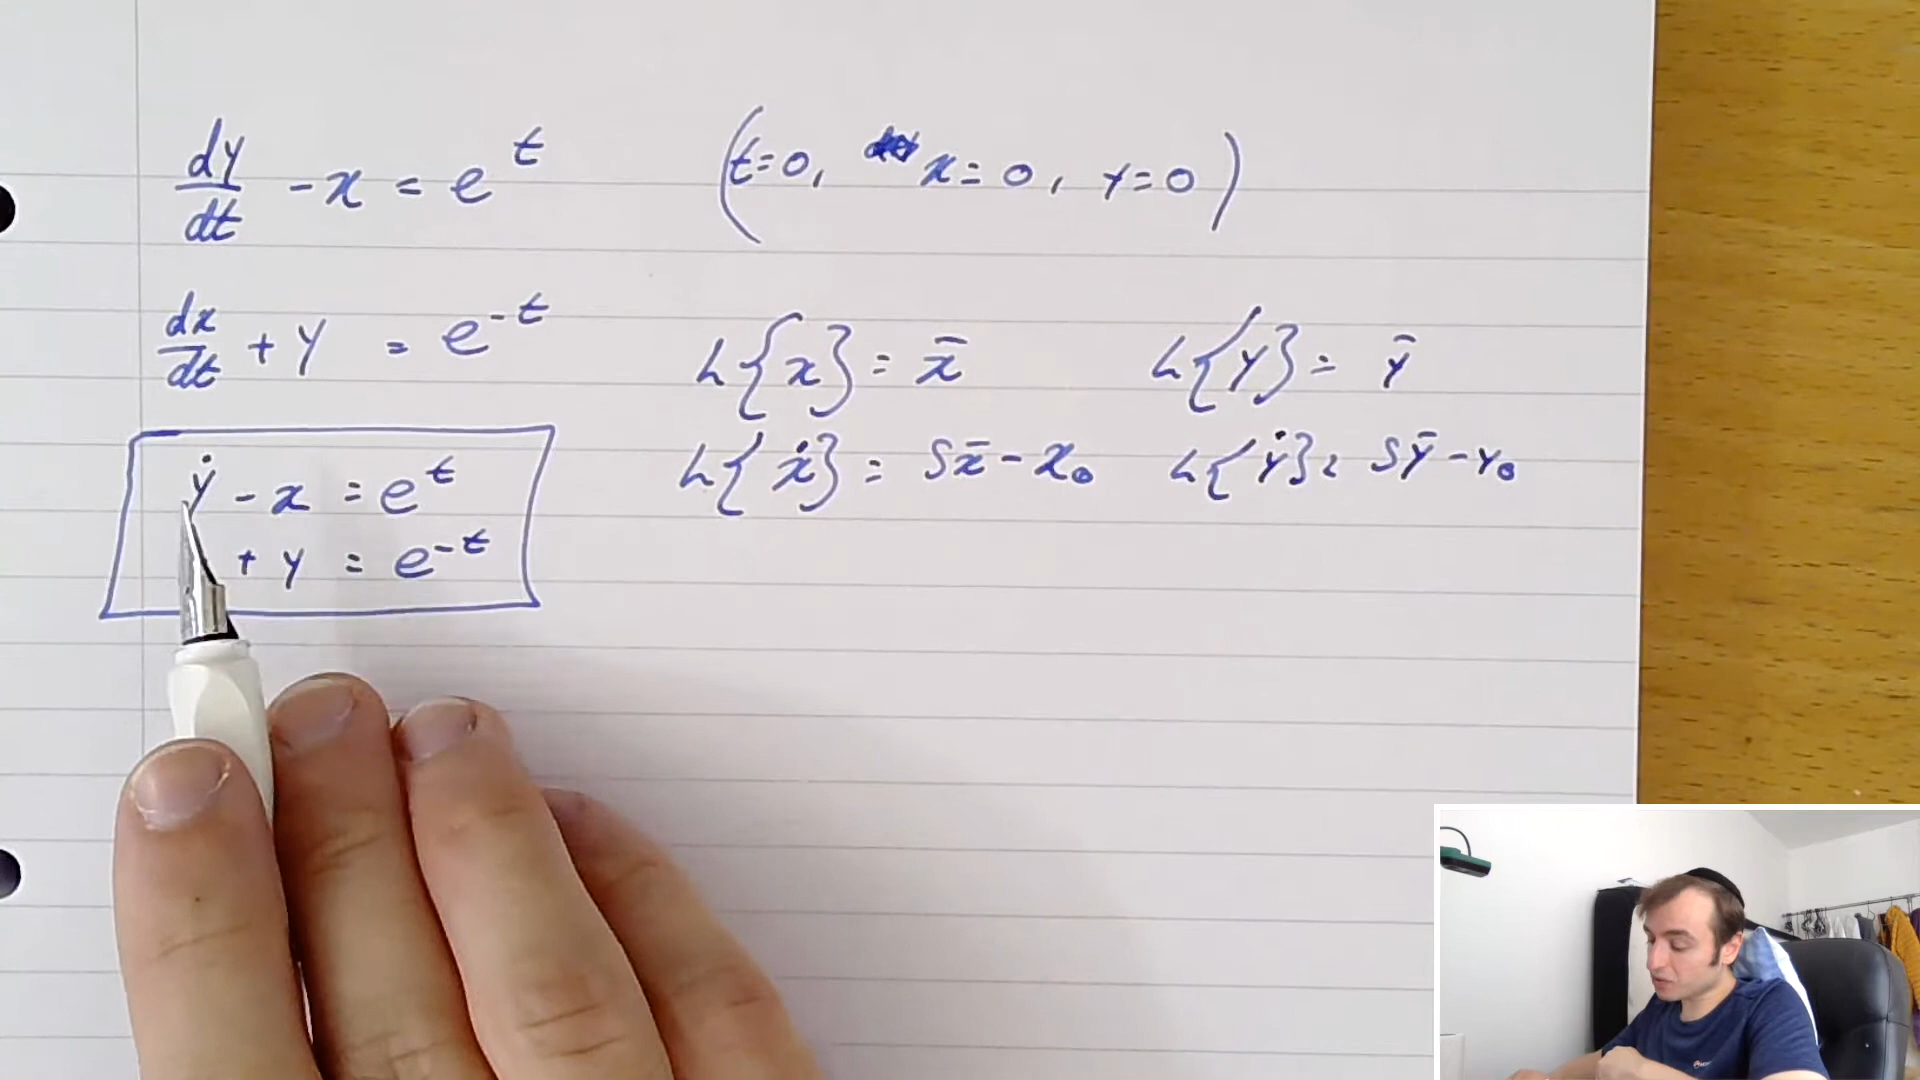 dy/dt - x = e^t (t=0, x=0, y=0)
dx/dt + y = e^-t
L{x} = x̄ L{y} = ȳ
ẏ - x = e^t L{ẋ} = Sx̄ - x₀ L{ẏ} = Sȳ - y₀
+ y = e^-t